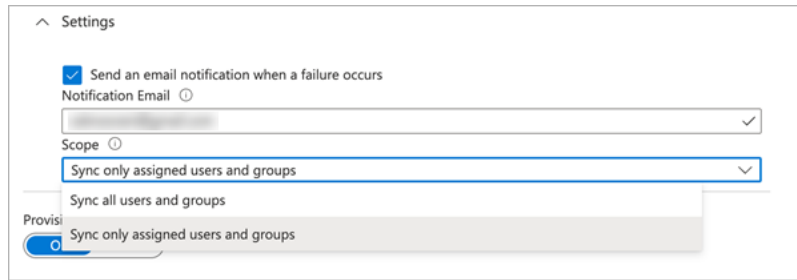 Settings
Send an email notification when a failure occurs
Notification Email
Scope
Sync only assigned users and groups
Sync all users and groups
Sync only assigned users and groups